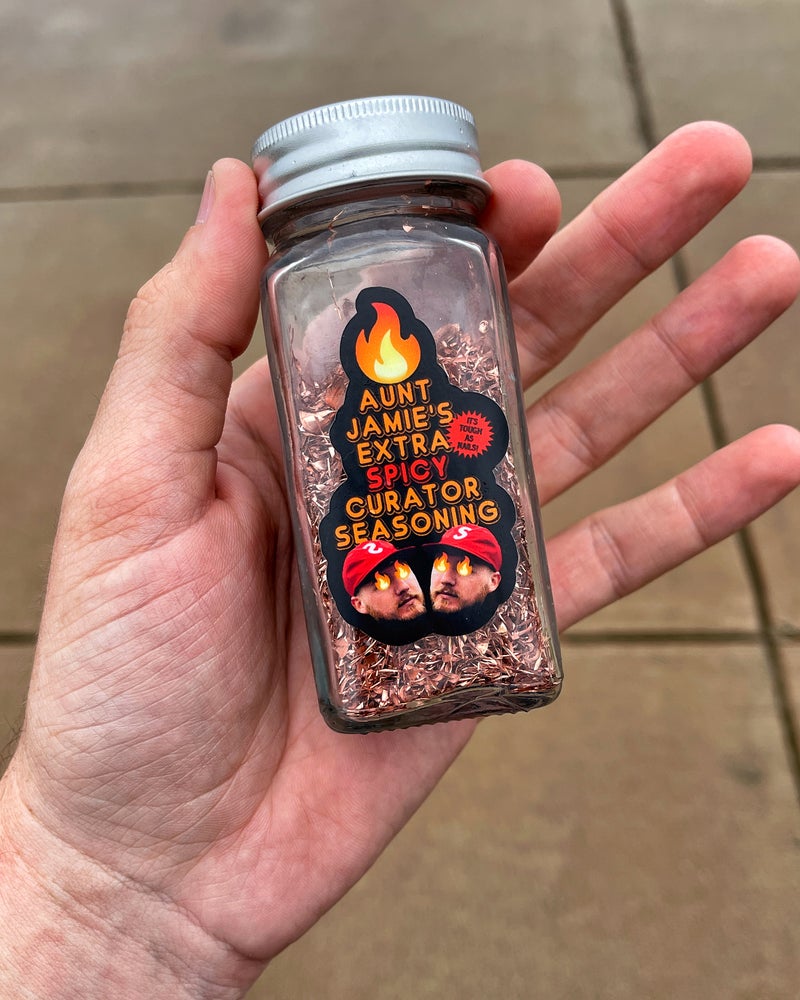 AUNT
JAMIE'S
EXTRA
SPICY
CURATOR
SEASONING
IT'S
TOUGH
AS
NAILS!
S
S